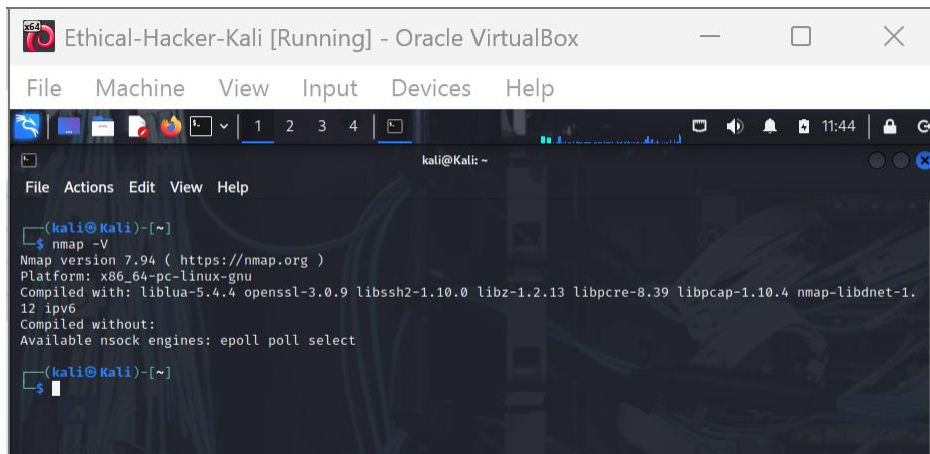 x64
Ethical-Hacker-Kali [Running] - Oracle VirtualBox
File Machine View Input Devices Help
1 2 3 4 11:44
kali@Kali: ~
File Actions Edit View Help
┌──(kali㉿Kali)-[~]
└─$ nmap -V
Nmap version 7.94 ( https://nmap.org )
Platform: x86_64-pc-linux-gnu
Compiled with: liblua-5.4.4 openssl-3.0.9 libssh2-1.10.0 libz-1.2.13 libpcre-8.39 libpcap-1.10.4 nmap-libdnet-1.
12 ipv6
Compiled without:
Available nsock engines: epoll poll select
┌──(kali㉿Kali)-[~]
└─$